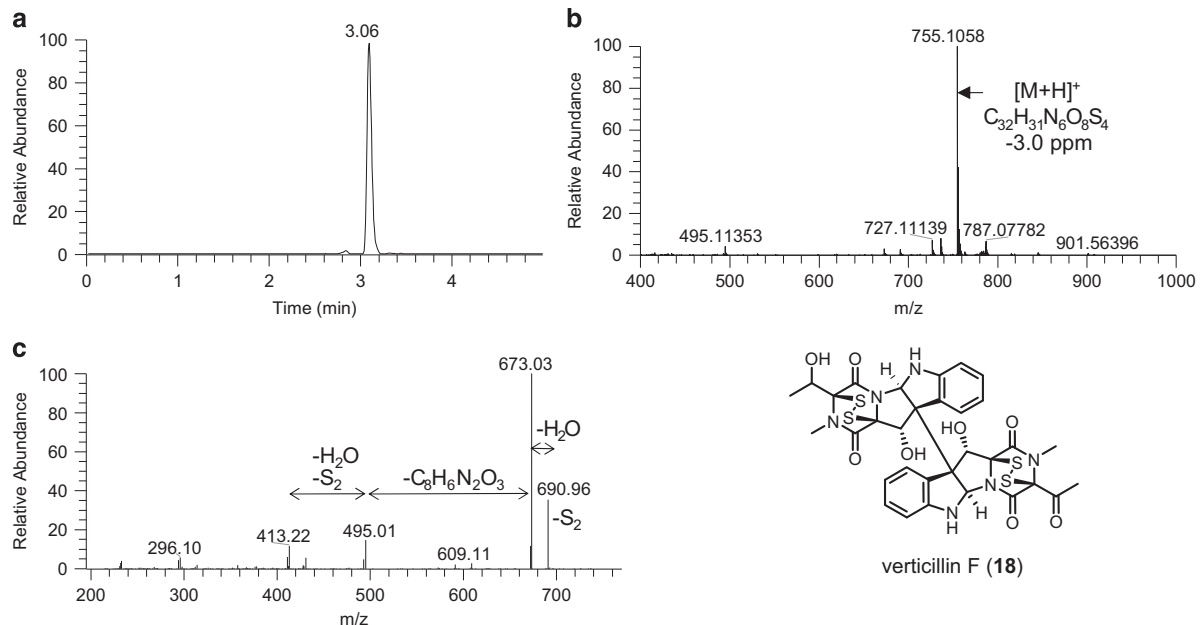 a
3.06
100
80
60
40
20
0
Relative Abundance
0 1 2 3 4
Time (min)
b
755.1058
100
80
60
40
20
0
Relative Abundance
[M+H]⁺
C₃₂H₃₁N₆O₈S₄
-3.0 ppm
495.11353
727.11139
787.07782
901.56396
400 500 600 700 800 900 1000
m/z
c
673.03
100
80
60
40
20
0
Relative Abundance
-H₂O
-H₂O
-S₂
-C₈H₆N₂O₃
690.96
-S₂
495.01
413.22
296.10
609.11
200 300 400 500 600 700
m/z
H
OH
O
H
N
N
S
S
N
HO
O
O
OH
N
S
S
N
N
H
H
O
O
verticillin F (18)